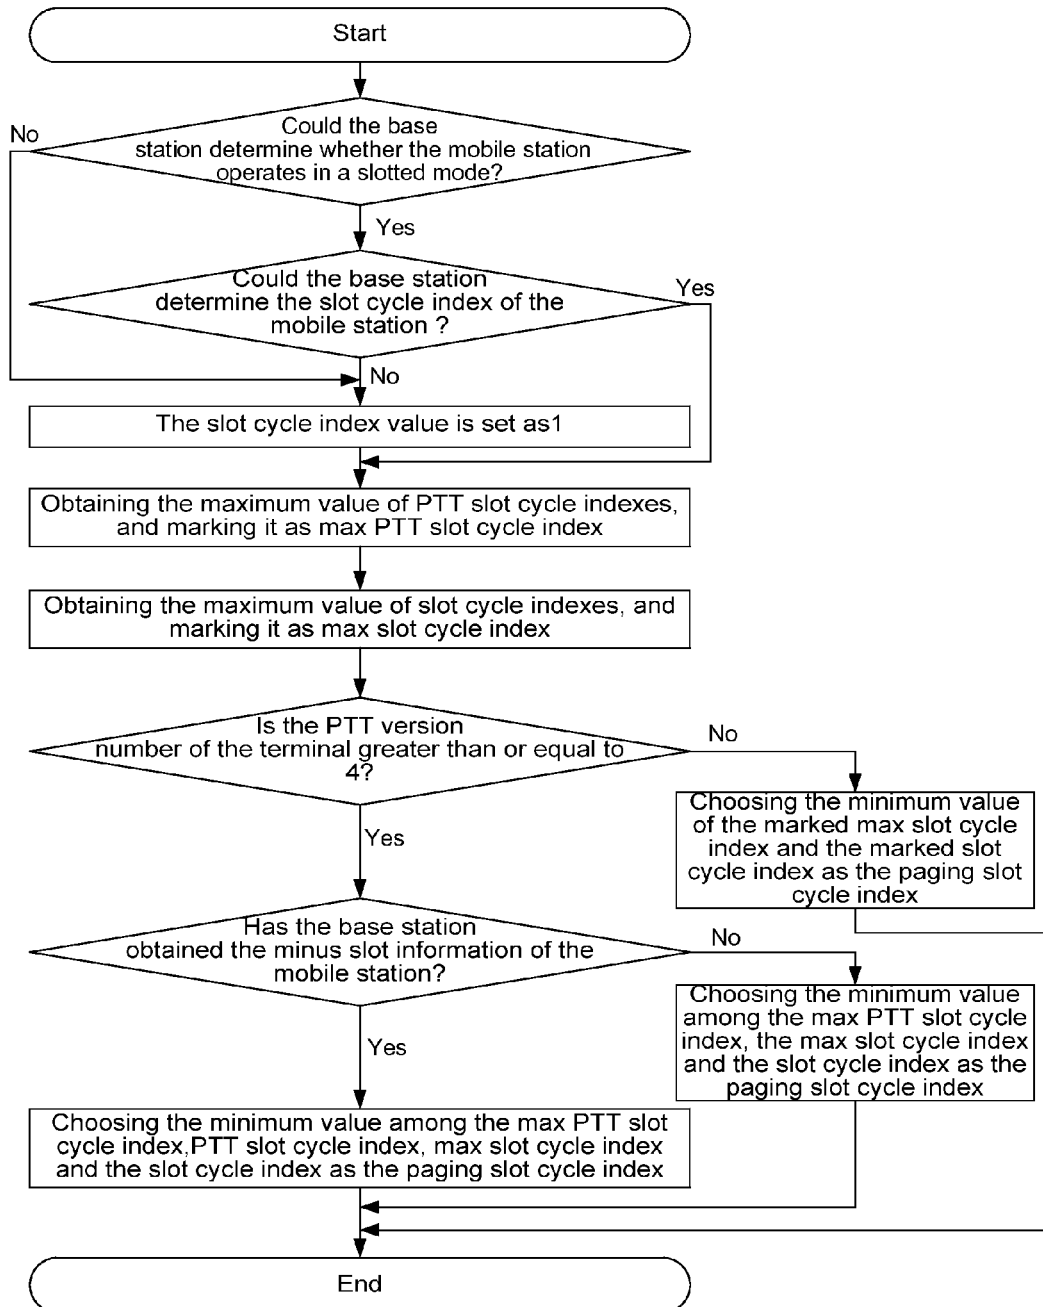 Start
Could the base
station determine whether the mobile station
operates in a slotted mode?
No
Yes
Could the base station
determine the slot cycle index of the
mobile station ?
Yes
No
The slot cycle index value is set as1
Obtaining the maximum value of PTT slot cycle indexes,
and marking it as max PTT slot cycle index
Obtaining the maximum value of slot cycle indexes, and
marking it as max slot cycle index
Is the PTT version
number of the terminal greater than or equal to
4?
No
Choosing the minimum value
of the marked max slot cycle
index and the marked slot
cycle index as the paging slot
cycle index
Yes
Has the base station
obtained the minus slot information of the
mobile station?
No
Choosing the minimum value
among the max PTT slot cycle
index, the max slot cycle index
and the slot cycle index as the
paging slot cycle index
Yes
Choosing the minimum value among the max PTT slot
cycle index,PTT slot cycle index, max slot cycle index
and the slot cycle index as the paging slot cycle index
End